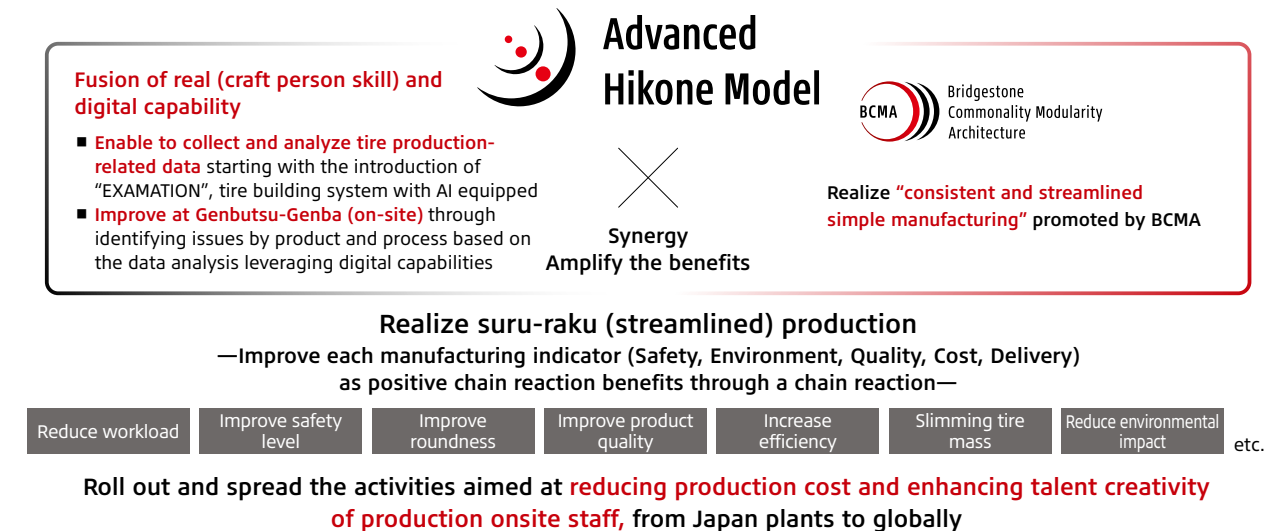 Advanced
Hikone Model
Fusion of real (craft person skill) and
digital capability
■ Enable to collect and analyze tire production-
related data starting with the introduction of
“EXAMATION”, tire building system with AI equipped
■ Improve at Genbutsu-Genba (on-site) through
identifying issues by product and process based on
the data analysis leveraging digital capabilities
Synergy
Amplify the benefits
BCMA
Bridgestone
Commonality Modularity
Architecture
Realize “consistent and streamlined
simple manufacturing” promoted by BCMA
Realize suru-raku (streamlined) production
—Improve each manufacturing indicator (Safety, Environment, Quality, Cost, Delivery)
as positive chain reaction benefits through a chain reaction—
Reduce workload
Improve safety
level
Improve
roundness
Improve product
quality
Increase
efficiency
Slimming tire
mass
Reduce environmental
impact
etc.
Roll out and spread the activities aimed at reducing production cost and enhancing talent creativity
of production onsite staff, from Japan plants to globally